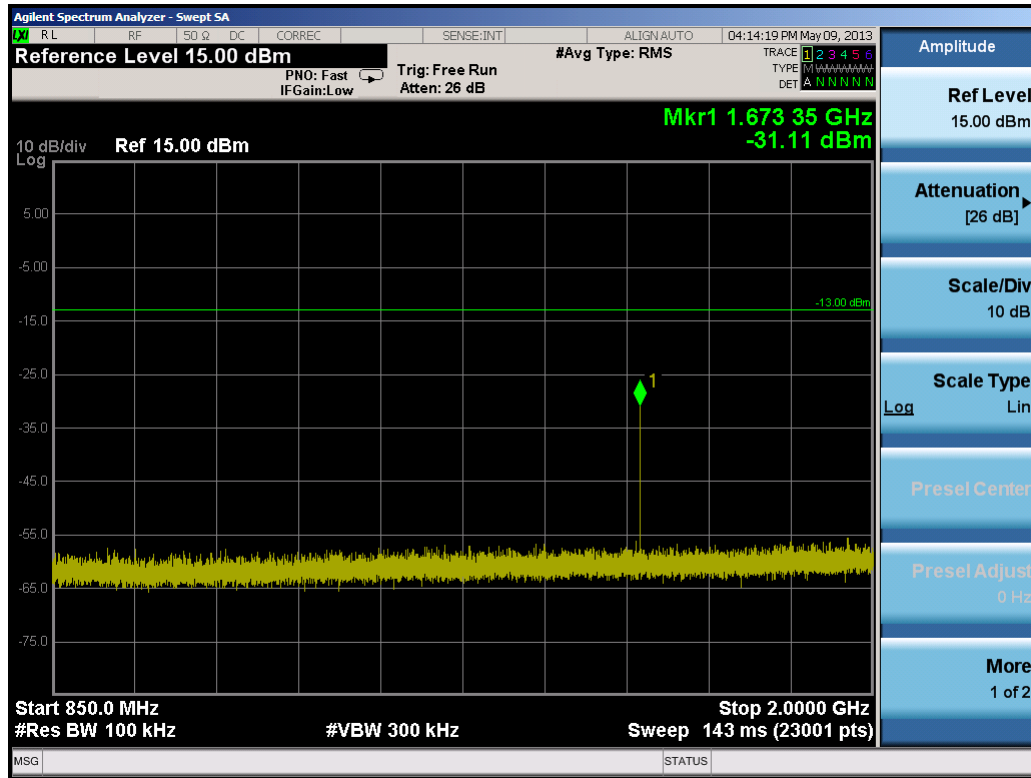 Agilent Spectrum Analyzer - Swept SA
LXI RL RF 50 Ω DC CORREC SENSE:INT ALIGN AUTO 04:14:19 PM May 09, 2013
Reference Level 15.00 dBm
#Avg Type: RMS
TRACE 1 2 3 4 5 6
PNO: Fast Trig: Free Run
TYPE M W W W W W
IFGain:Low Atten: 26 dB
DET A N N N N N
Mkr1 1.673 35 GHz
-31.11 dBm
10 dB/div Ref 15.00 dBm
Log
5.00
-5.00
-13.00 dBm
-15.0
-25.0
1
-35.0
-45.0
-55.0
-65.0
-75.0
Start 850.0 MHz Stop 2.0000 GHz
#Res BW 100 kHz #VBW 300 kHz Sweep 143 ms (23001 pts)
MSG STATUS
Amplitude
Ref Level
15.00 dBm
Attenuation
[26 dB]
Scale/Div
10 dB
Scale Type
Log Lin
Presel Center
Presel Adjust
0 Hz
More
1 of 2